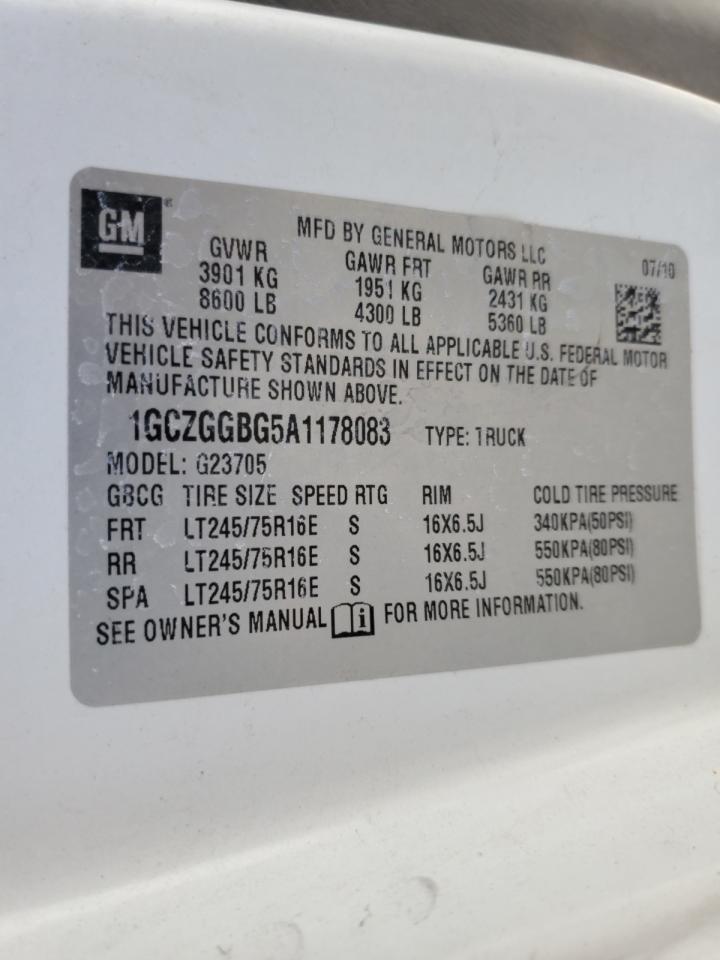 GM®
MFD BY GENERAL MOTORS LLC
GVWR GAWR FRT GAWR RR 07/10
3901 KG 1951 KG 2431 KG
8600 LB 4300 LB 5360 LB
THIS VEHICLE CONFORMS TO ALL APPLICABLE U.S. FEDERAL MOTOR
VEHICLE SAFETY STANDARDS IN EFFECT ON THE DATE OF
MANUFACTURE SHOWN ABOVE.
1GCZGGBG5A1178083 TYPE: TRUCK
MODEL: G23705
G8CG TIRE SIZE SPEED RTG RIM COLD TIRE PRESSURE
FRT LT245/75R16E S 16X6.5J 340KPA(50PSI)
RR LT245/75R16E S 16X6.5J 550KPA(80PSI)
SPA LT245/75R16E S 16X6.5J 550KPA(80PSI)
SEE OWNER'S MANUAL i FOR MORE INFORMATION.